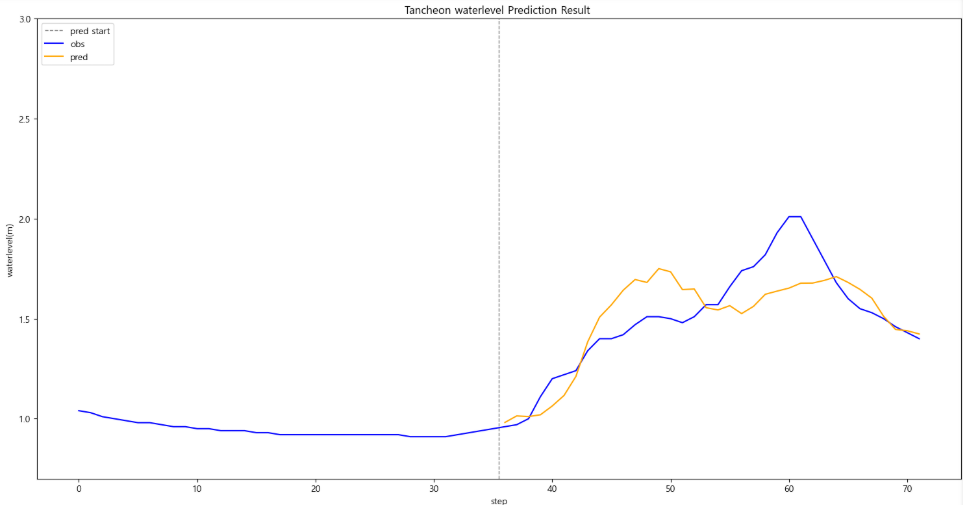 Tancheon waterlevel Prediction Result
3.0
2.5
2.0
1.5
1.0
waterlevel(m)
pred start
obs
pred
0 10 20 30 40 50 60 70
step